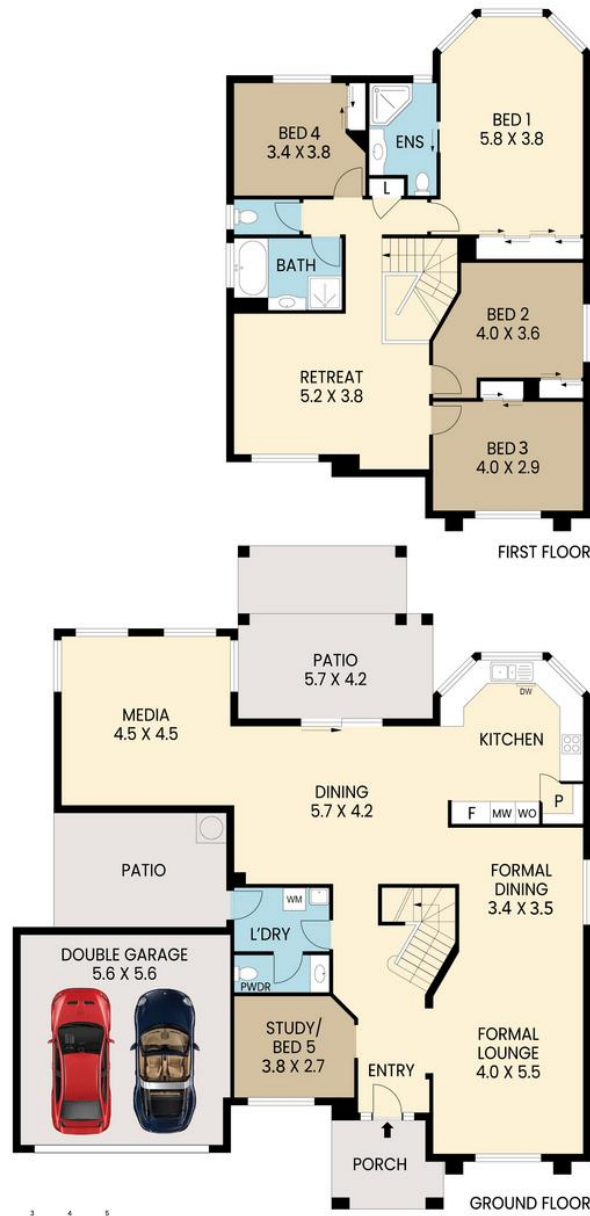 BED 4
3.4 X 3.8
ENS
BED 1
5.8 X 3.8
L
BATH
BED 2
4.0 X 3.6
RETREAT
5.2 X 3.8
BED 3
4.0 X 2.9
FIRST FLOOR
PATIO
5.7 X 4.2
DW
MEDIA
4.5 X 4.5
KITCHEN
DINING
5.7 X 4.2
F
MW
WO
P
PATIO
FORMAL
DINING
3.4 X 3.5
WM
L'DRY
DOUBLE GARAGE
5.6 X 5.6
PWDR
STUDY/
BED 5
3.8 X 2.7
FORMAL
LOUNGE
4.0 X 5.5
ENTRY
PORCH
GROUND FLOOR
3 4 5